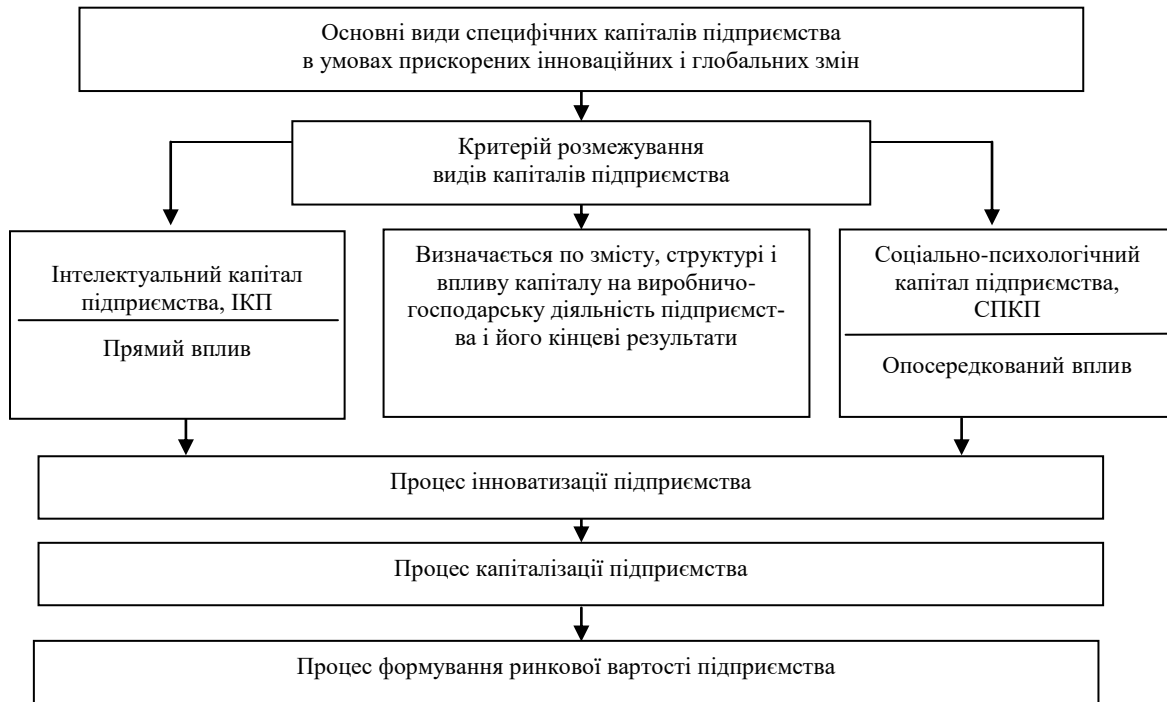 Основні види специфічних капіталів підприємства
в умовах прискорених інноваційних і глобальних змін
Критерій розмежування
видів капіталів підприємства
Інтелектуальний капітал
підприємства, ІКП
Прямий вплив
Визначається по змісту, структурі і
впливу капіталу на виробничо-
господарську діяльність підприємст-
ва і його кінцеві результати
Соціально-психологічний
капітал підприємства,
СПКП
Опосередкований вплив
Процес інноватизації підприємства
Процес капіталізації підприємства
Процес формування ринкової вартості підприємства